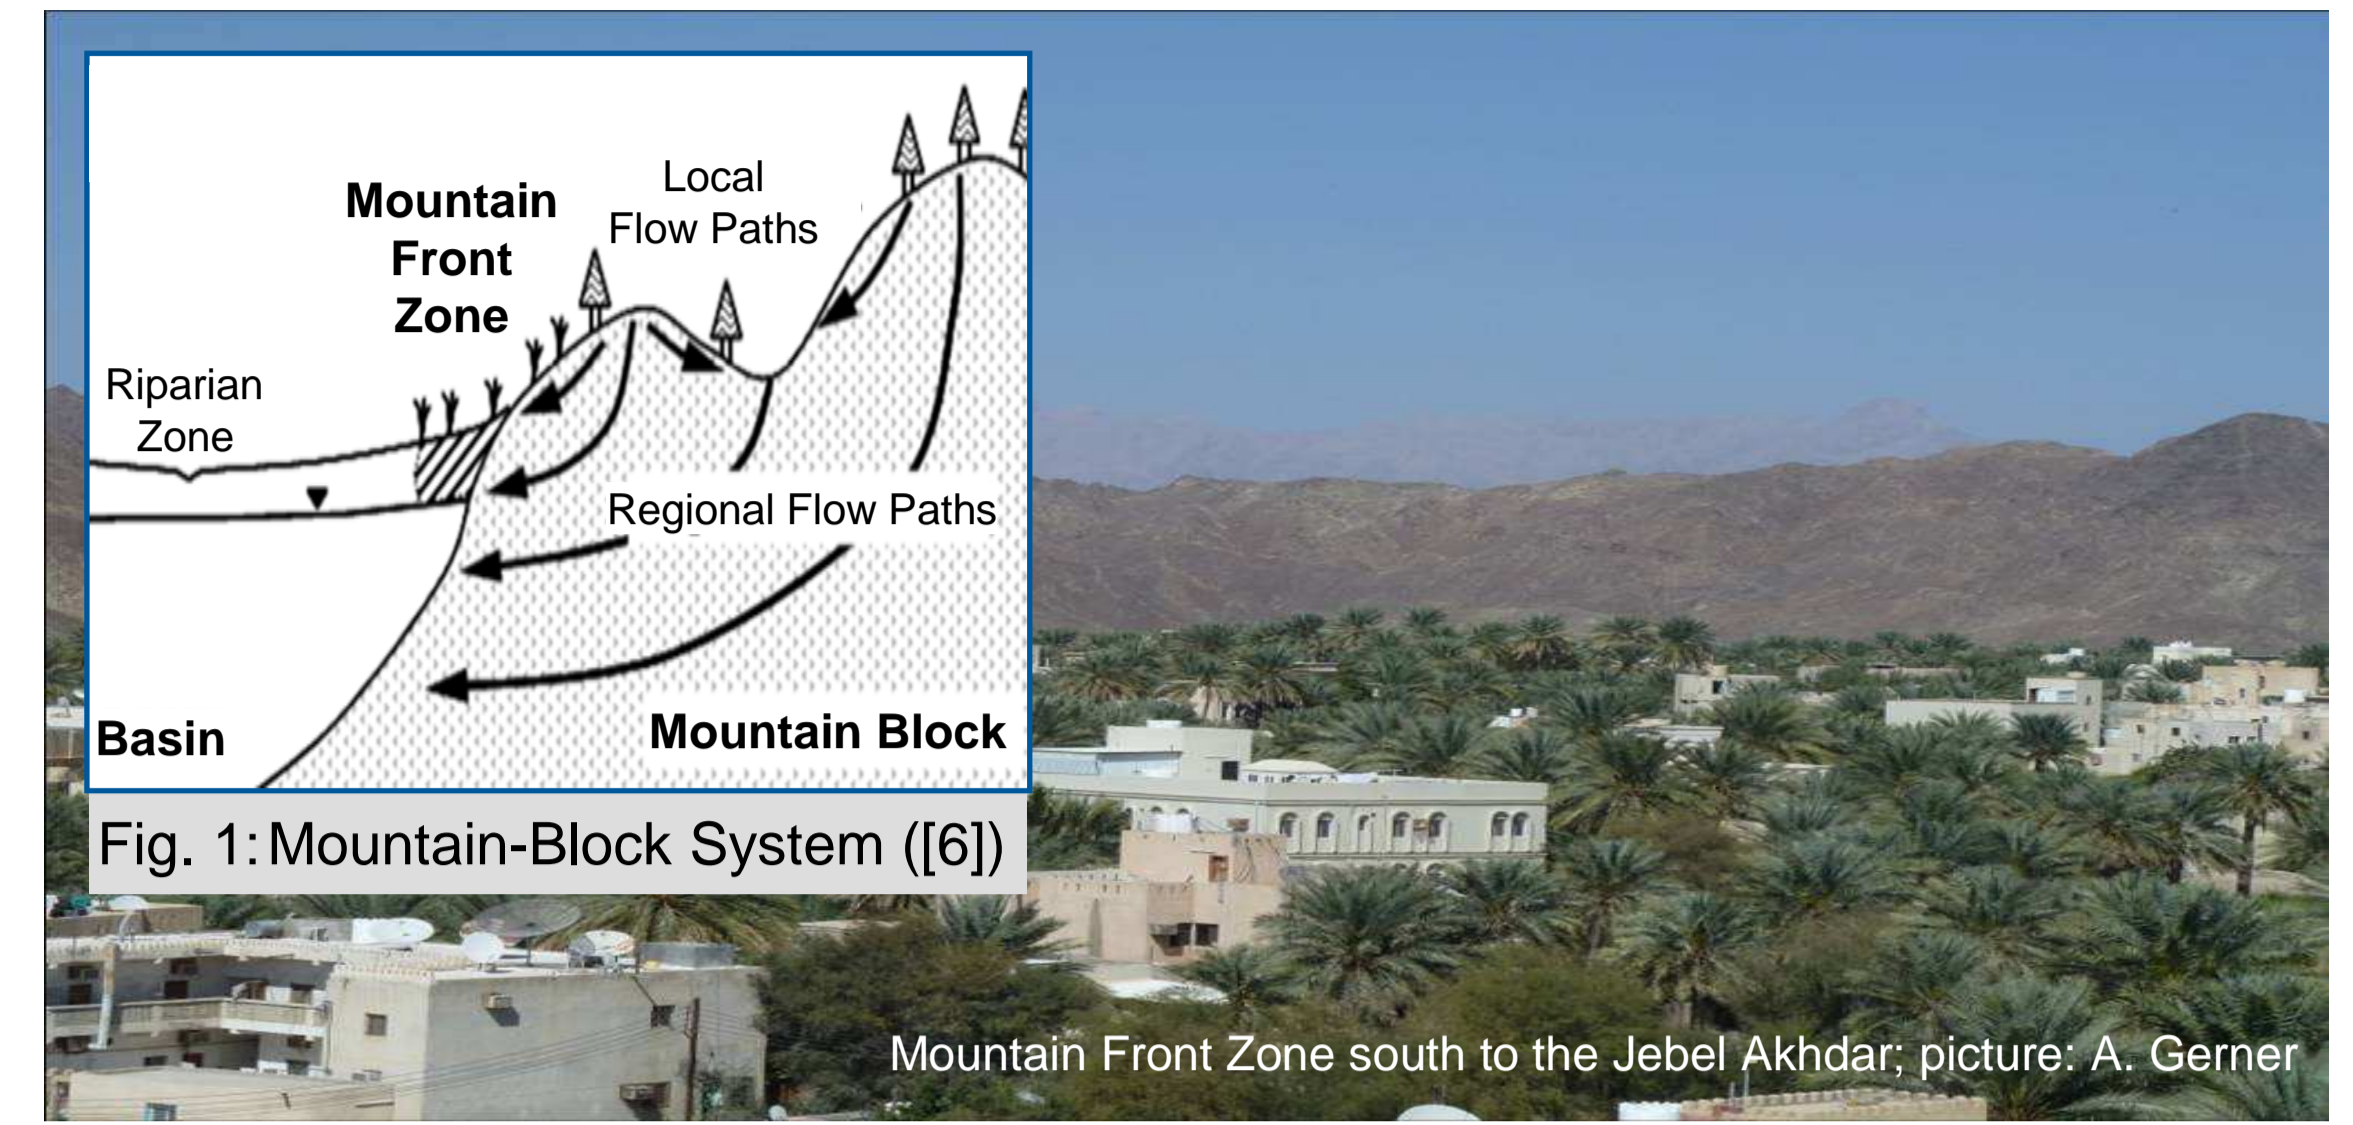 Mountain
Front
Zone
Local
Flow Paths
Riparian
Zone
Regional Flow Paths
Basin
Mountain Block
Fig. 1: Mountain-Block System ([6])
Mountain Front Zone south to the Jebel Akhdar; picture: A. Gerner